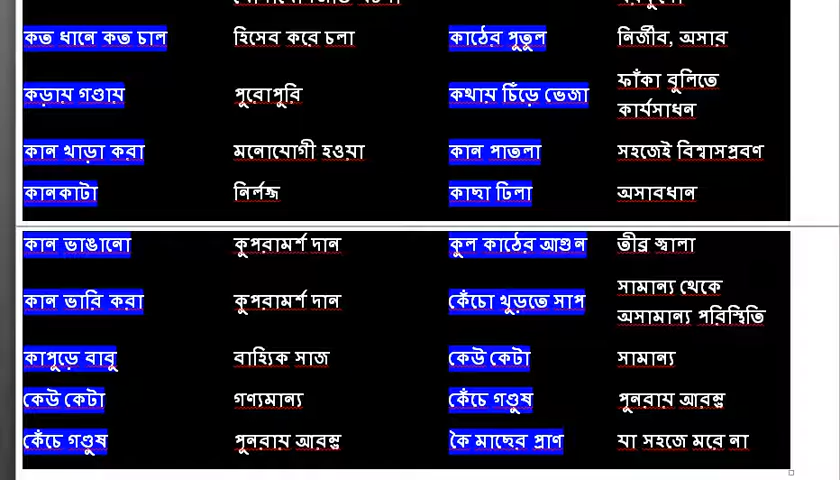 কত ধানে কত চাল হিসেব করে চলা কাঠের পুতুল নির্জীব, অসার
কড়ায় গণ্ডায় পুরোপুরি কথায় চিঁড়ে ভেজা ফাঁকা বুলিতে
কার্যসাধন
কান খাড়া করা মনোযোগী হওয়া কান পাতলা সহজেই বিশ্বাসপ্রবণ
কানকাটা নির্লজ্জ কাছা ঢিলা অসাবধান
কান ভাঙানো কুপরামর্শ দান কুল কাঠের আগুন তীব্র জ্বালা
কান ভারি করা কুপরামর্শ দান কেঁচো খুড়তে সাপ সামান্য থেকে
অসামান্য পরিস্থিতি
কাপুড়ে বাবু বাহ্যিক সাজ কেউ কেটা সামান্য
কেউ কেটা গণ্যমান্য কেঁচে গণ্ডুষ পুনরায় আরম্ভ
কেঁচে গণ্ডুষ পুনরায় আরম্ভ কৈ মাছের প্রাণ যা সহজে মরে না